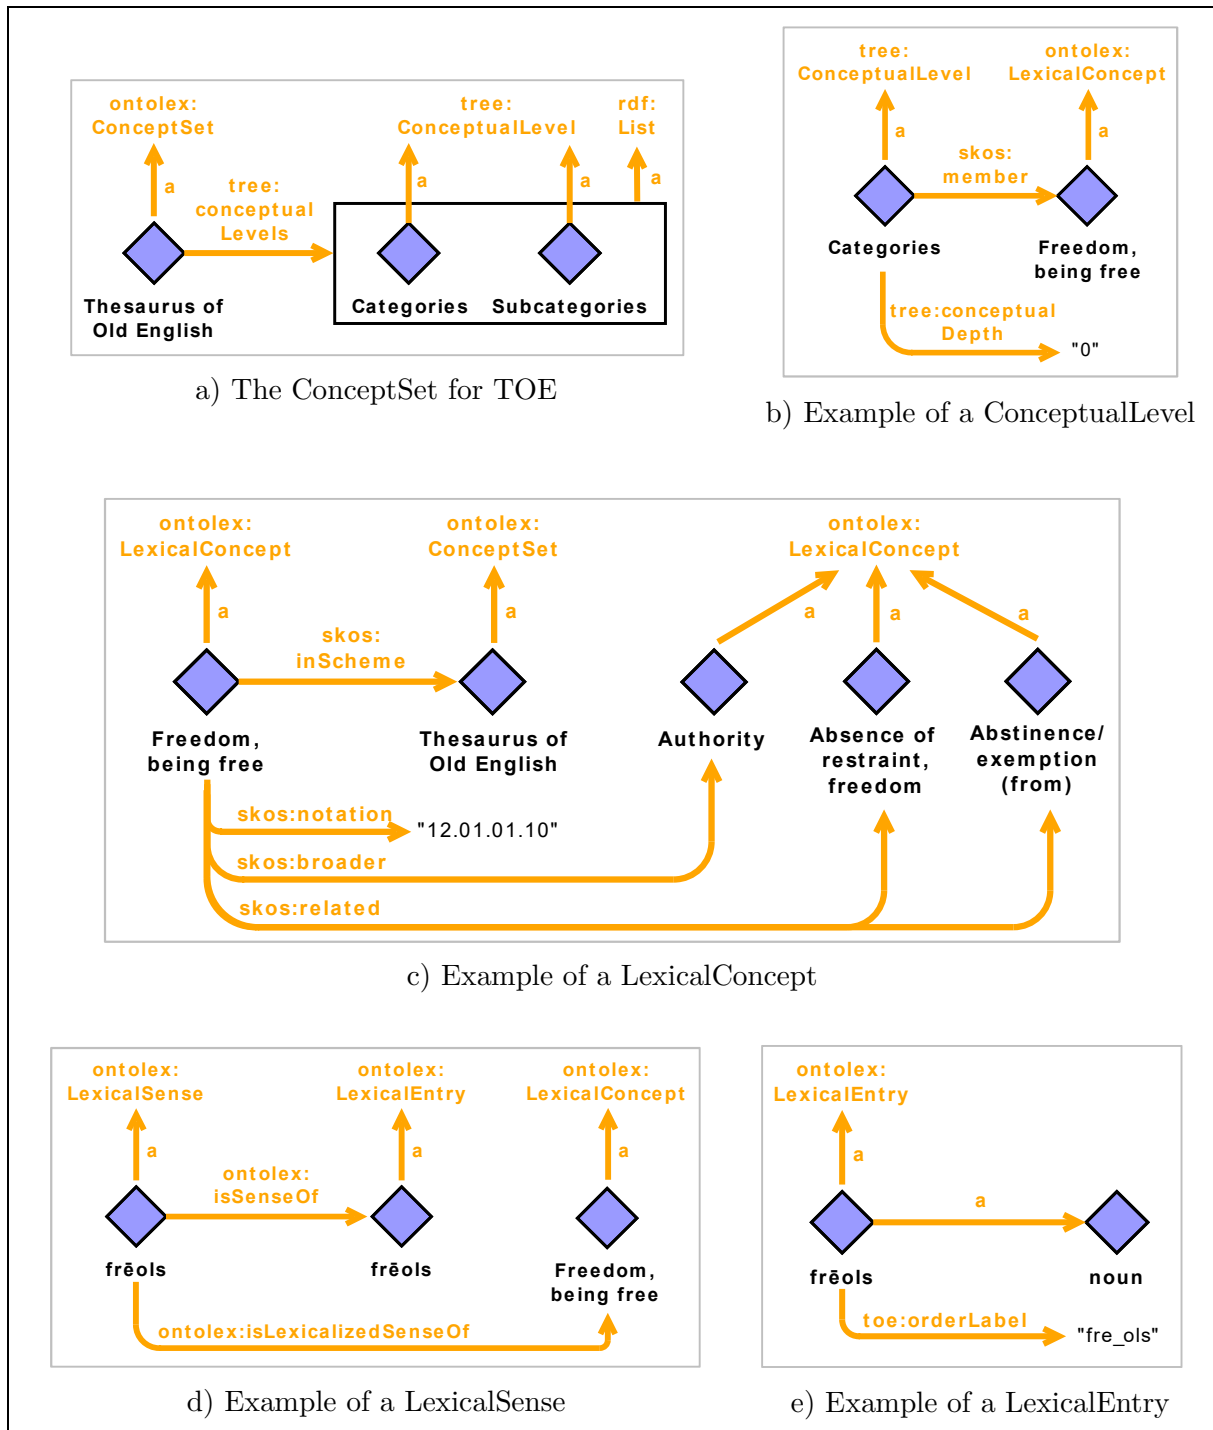 ontolex:
ConceptSet
tree:
ConceptualLevel
rdf:
List
a
a
a
a
tree:
conceptual
Levels
Thesaurus of
Old English
Categories
Subcategories
a) The ConceptSet for TOE
tree:
ConceptualLevel
ontolex:
LexicalConcept
a
a
skos:
member
Categories
Freedom,
being free
tree:conceptual
Depth
"0"
b) Example of a ConceptualLevel
ontolex:
LexicalConcept
ontolex:
ConceptSet
ontolex:
LexicalConcept
a
a
a
a
a
skos:
inScheme
Freedom,
being free
Thesaurus of
Old English
Authority
Absence of
restraint,
freedom
Abstinence/
exemption
(from)
skos:notation
"12.01.01.10"
skos:broader
skos:related
c) Example of a LexicalConcept
ontolex:
LexicalSense
ontolex:
LexicalEntry
ontolex:
LexicalConcept
a
a
a
ontolex:
isSenseOf
frēols
frēols
Freedom,
being free
ontolex:isLexicalizedSenseOf
d) Example of a LexicalSense
ontolex:
LexicalEntry
a
a
frēols
noun
toe:orderLabel
"fre_ols"
e) Example of a LexicalEntry